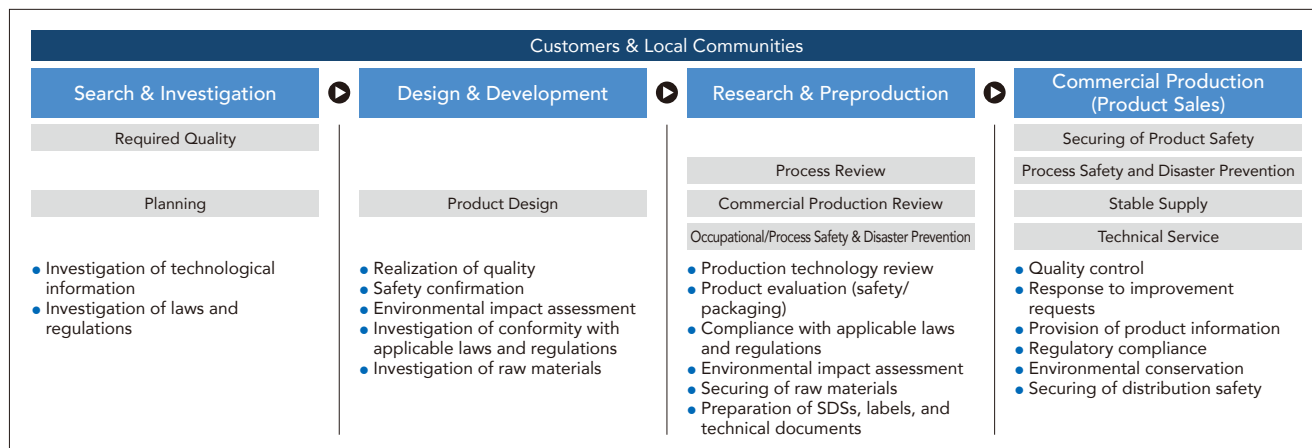 Customers & Local Communities
Search & Investigation
Required Quality
Planning
● Investigation of technological
information
● Investigation of laws and
regulations
Design & Development
Product Design
● Realization of quality
● Safety confirmation
● Environmental impact assessment
● Investigation of conformity with
applicable laws and regulations
● Investigation of raw materials
Research & Preproduction
Process Review
Commercial Production Review
Occupational/Process Safety & Disaster Prevention
● Production technology review
● Product evaluation (safety/
packaging)
● Compliance with applicable laws
and regulations
● Environmental impact assessment
● Securing of raw materials
● Preparation of SDSs, labels, and
technical documents
Commercial Production
(Product Sales)
Securing of Product Safety
Process Safety and Disaster Prevention
Stable Supply
Technical Service
● Quality control
● Response to improvement
requests
● Provision of product information
● Regulatory compliance
● Environmental conservation
● Securing of distribution safety